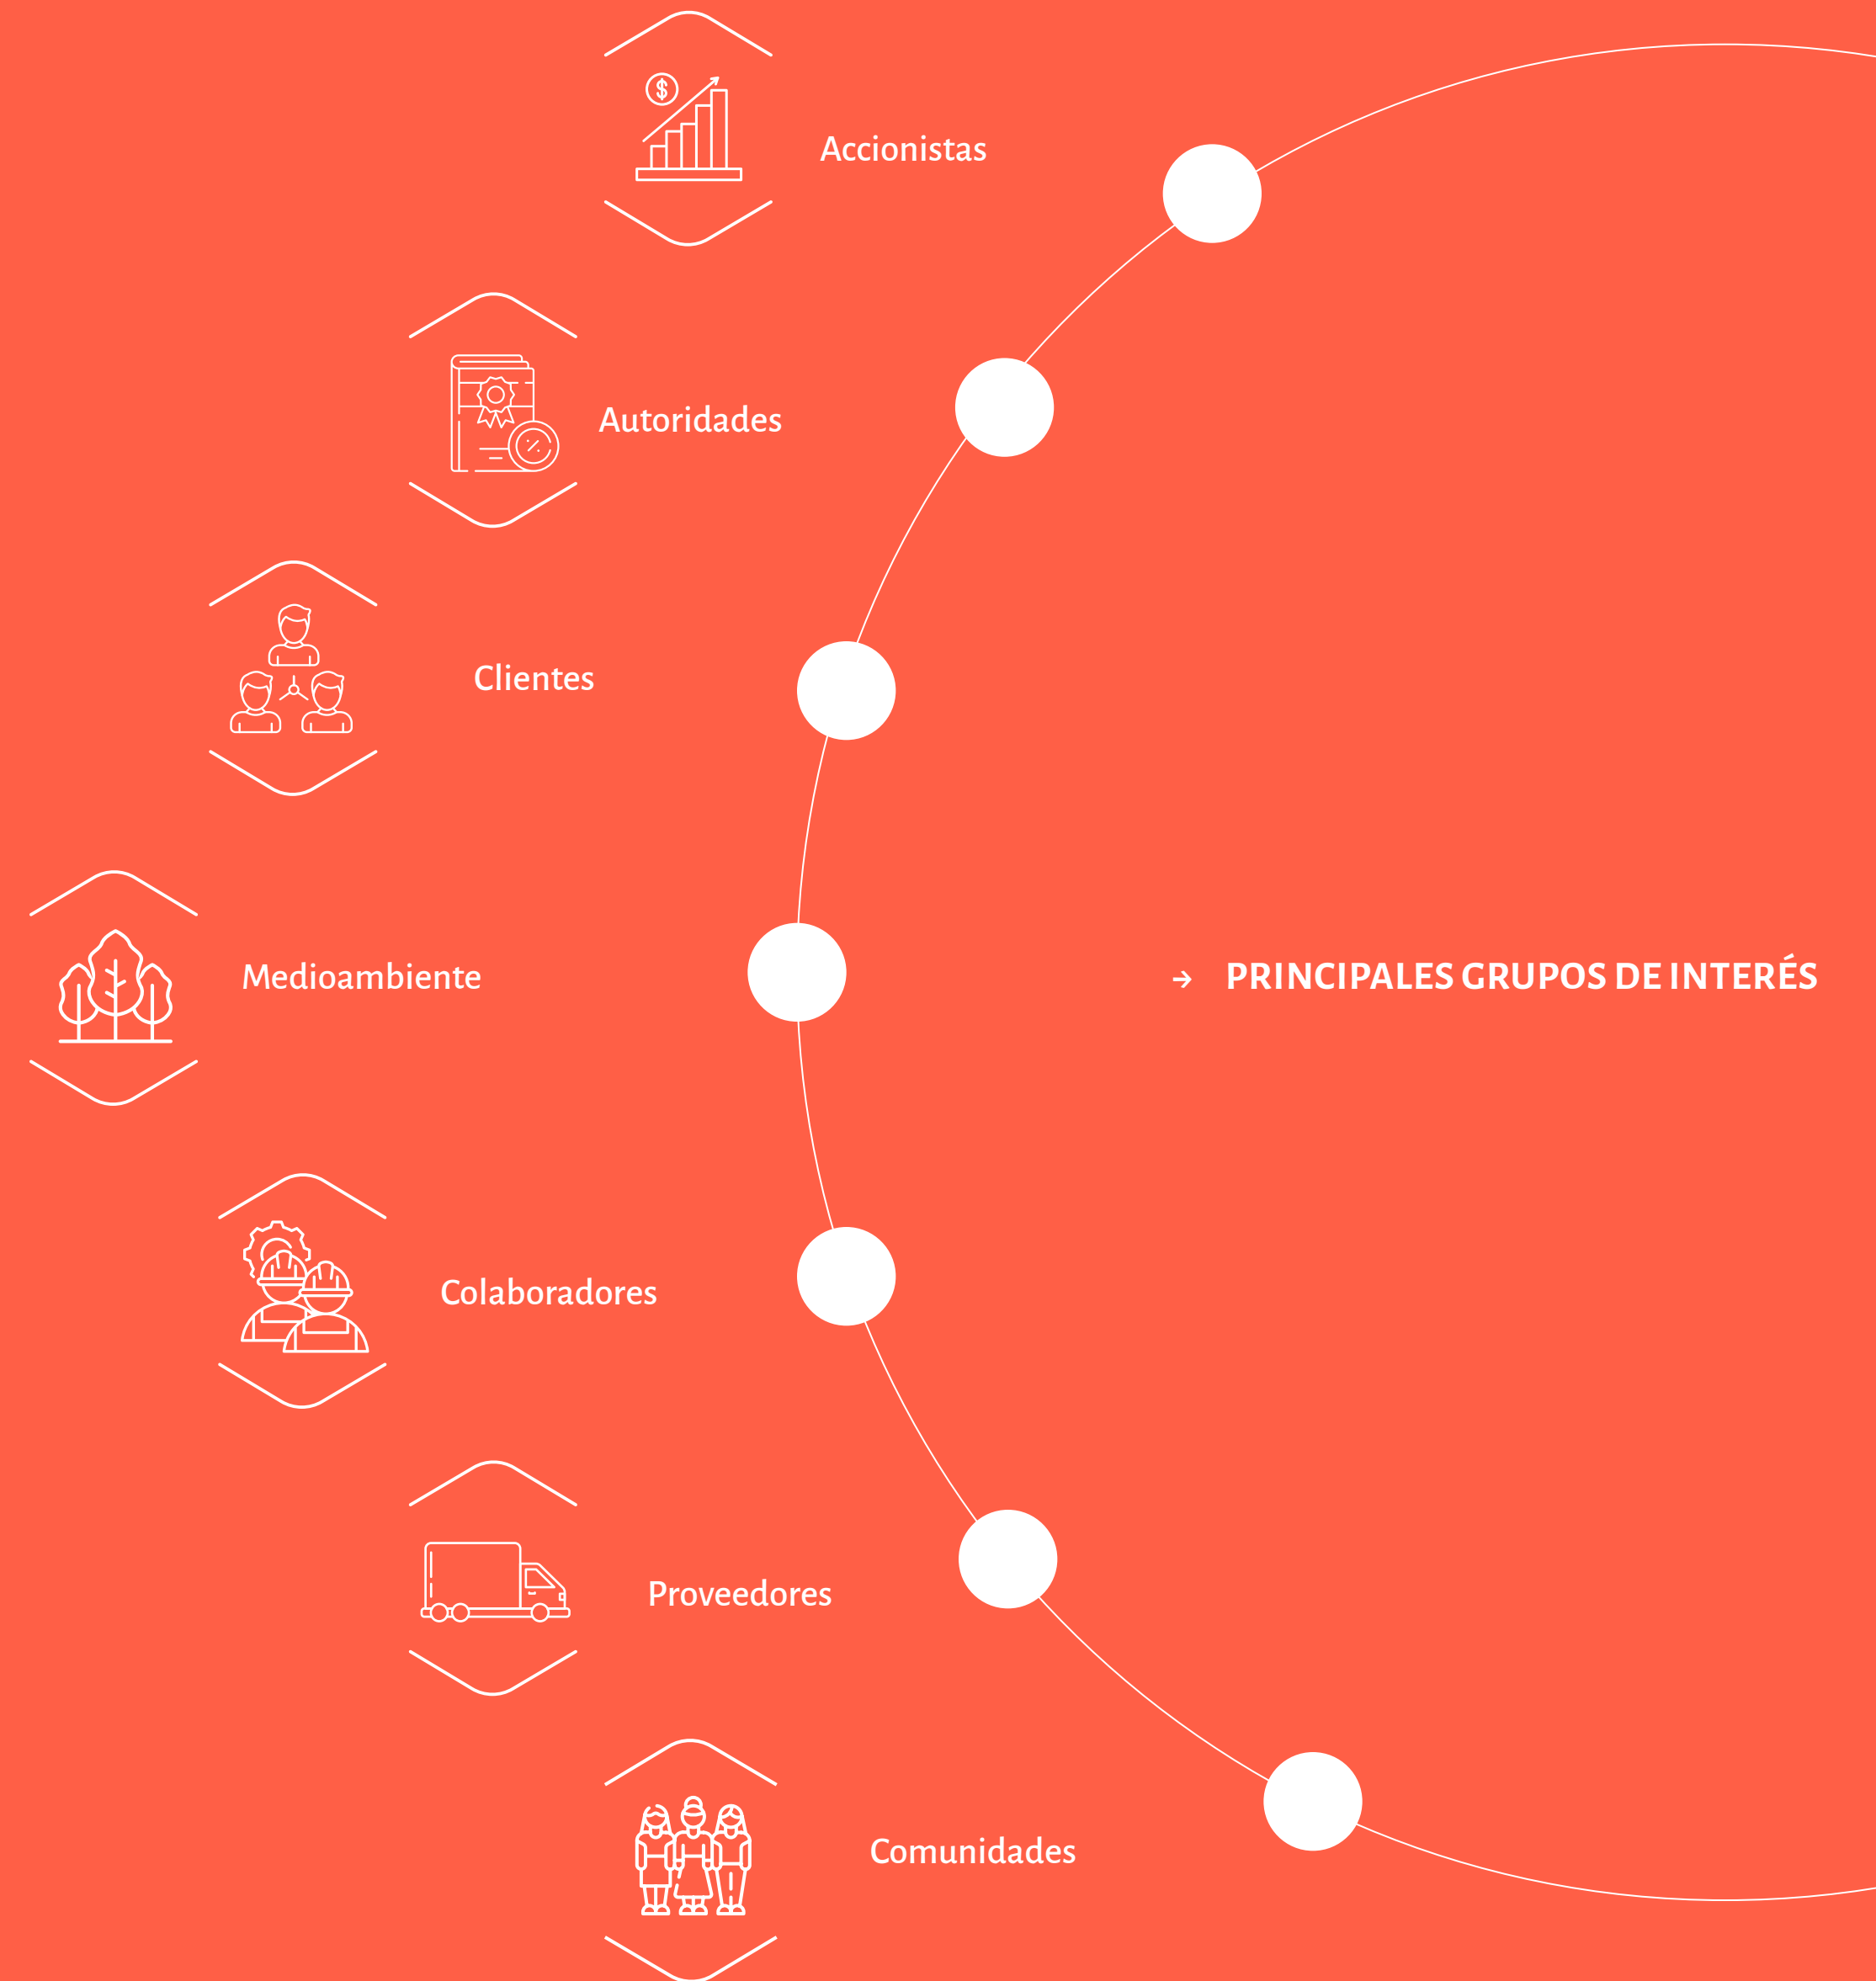 Accionistas
Autoridades
Clientes
Medioambiente
→ PRINCIPALES GRUPOS DE INTERÉS
Colaboradores
Proveedores
Comunidades